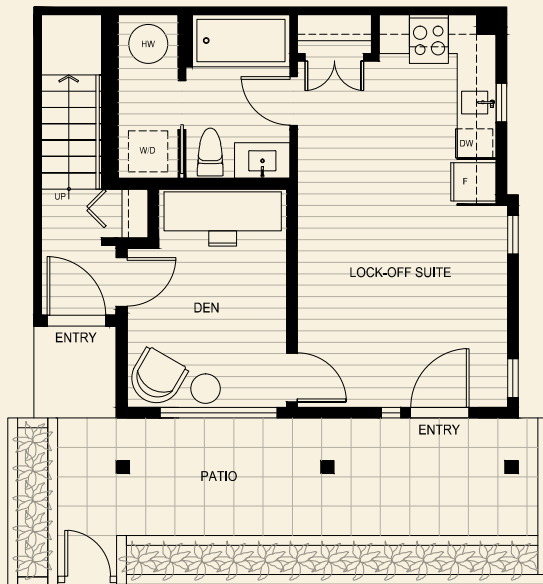 HW
W/D
DW
F
UP
LOCK-OFF SUITE
DEN
ENTRY
ENTRY
PATIO